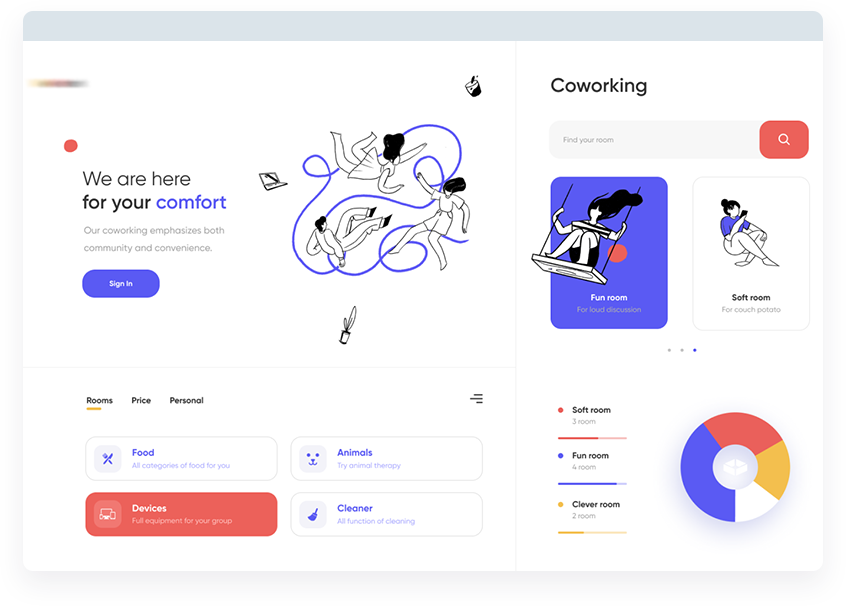 We are here
for your comfort
Our coworking emphasizes both
community and convenience.
Sign In
Coworking
Find your room
Fun room
For loud discussion
Soft room
For couch potato
Rooms
Price
Personal
Food
All categories of food for you
Animals
Try animal therapy
Devices
Full equipment for your group
Cleaner
All function of cleaning
Soft room
3 room
Fun room
4 room
Clever room
2 room